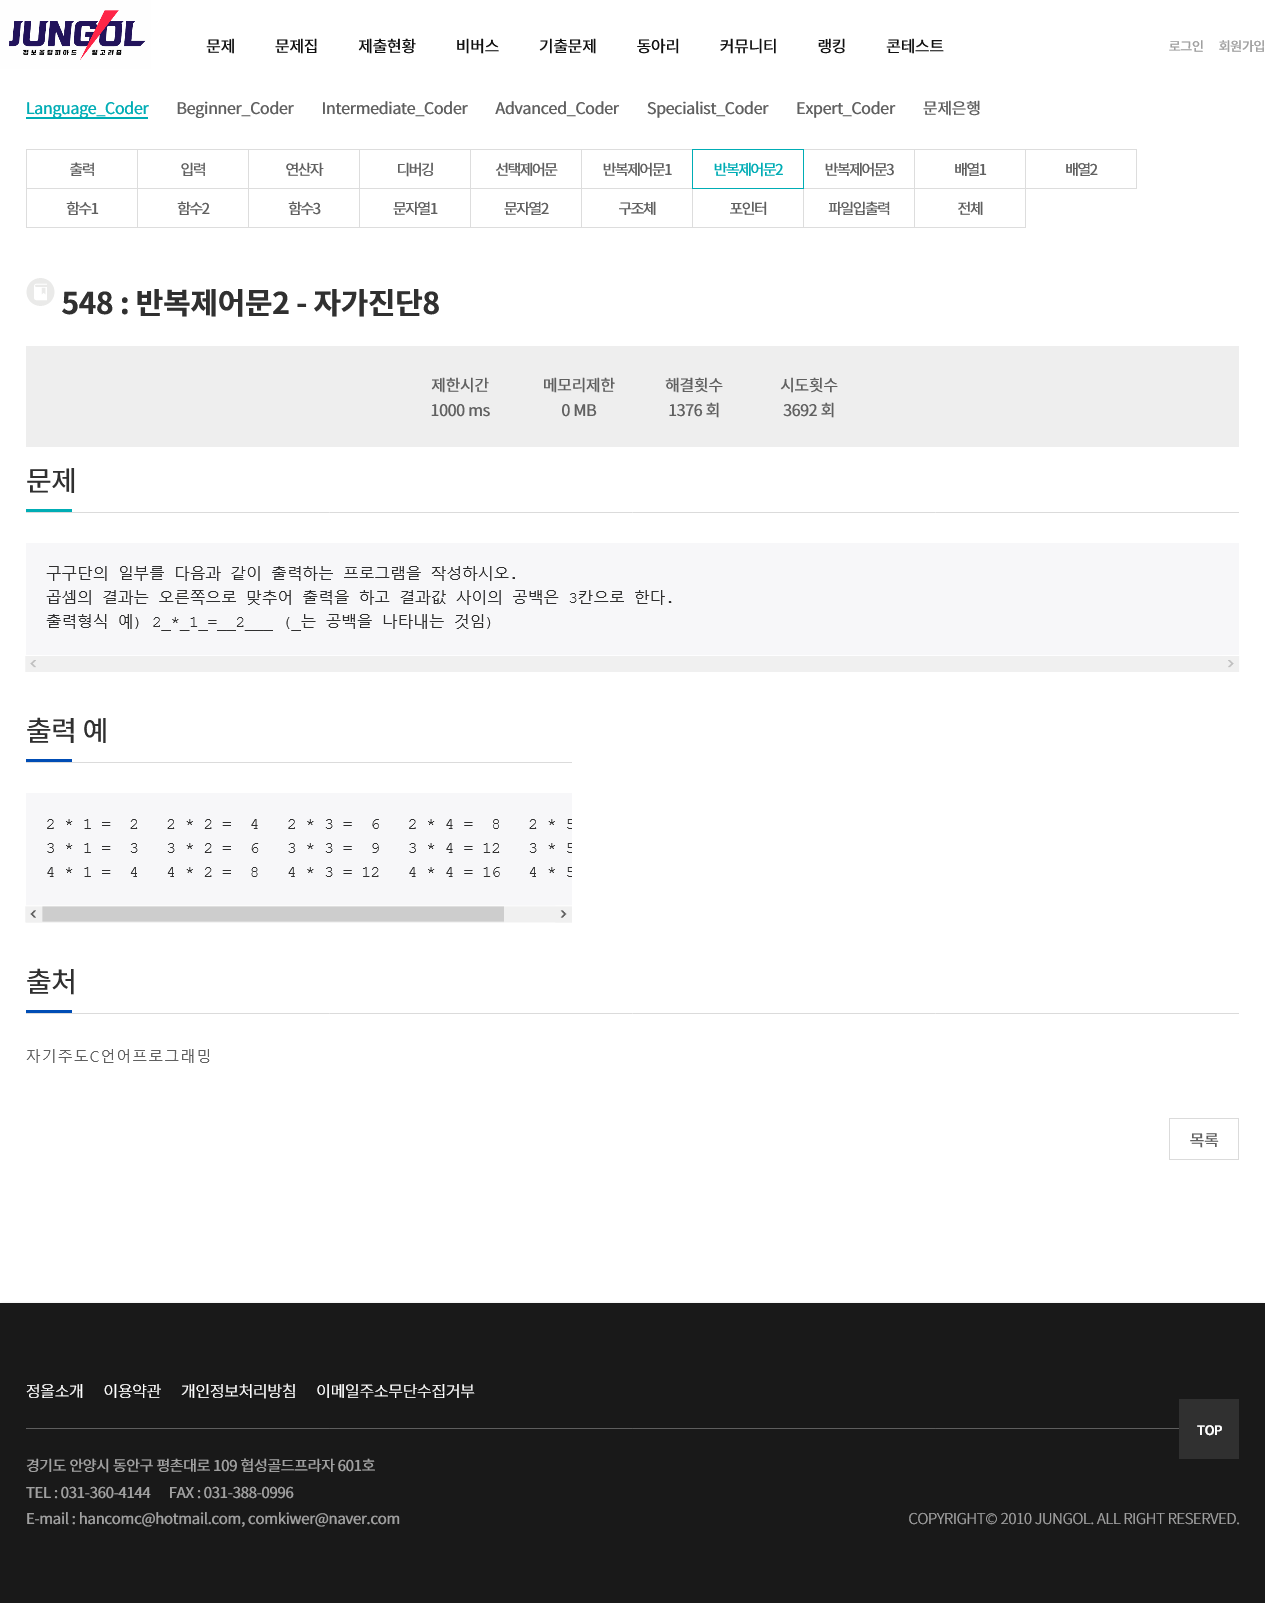 JUNGOL
정보올림피아드 알고리즘
문제 문제집 제출현황 비버스 기출문제 동아리 커뮤니티 랭킹 콘테스트 로그인 회원가입
Language_Coder Beginner_Coder Intermediate_Coder Advanced_Coder Specialist_Coder Expert_Coder 문제은행
출력 입력 연산자 디버깅 선택제어문 반복제어문1 반복제어문2 반복제어문3 배열1 배열2
함수1 함수2 함수3 문자열1 문자열2 구조체 포인터 파일입출력 전체
548 : 반복제어문2 - 자가진단8
제한시간 메모리제한 해결횟수 시도횟수
1000 ms 0 MB 1376 회 3692 회
문제
구구단의 일부를 다음과 같이 출력하는 프로그램을 작성하시오.
곱셈의 결과는 오른쪽으로 맞추어 출력을 하고 결과값 사이의 공백은 3칸으로 한다.
출력형식 예) 2_*_1_=__2___ (_는 공백을 나타내는 것임)
출력 예
2 * 1 =  2   2 * 2 =  4   2 * 3 =  6   2 * 4 =  8   2 * 5
3 * 1 =  3   3 * 2 =  6   3 * 3 =  9   3 * 4 = 12   3 * 5
4 * 1 =  4   4 * 2 =  8   4 * 3 = 12   4 * 4 = 16   4 * 5
출처
자기주도C언어프로그래밍
목록
정올소개 이용약관 개인정보처리방침 이메일주소무단수집거부
TOP
경기도 안양시 동안구 평촌대로 109 협성골드프라자 601호
TEL : 031-360-4144 FAX : 031-388-0996
E-mail : hancomc@hotmail.com, comkiwer@naver.com COPYRIGHT© 2010 JUNGOL. ALL RIGHT RESERVED.